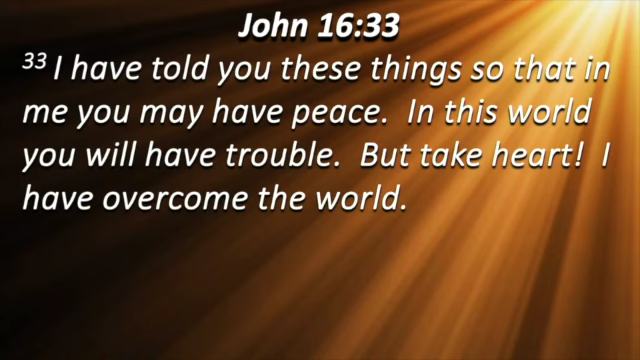 John 16:33
33 I have told you these things so that in
me you may have peace.  In this world
you will have trouble.  But take heart!  I
have overcome the world.